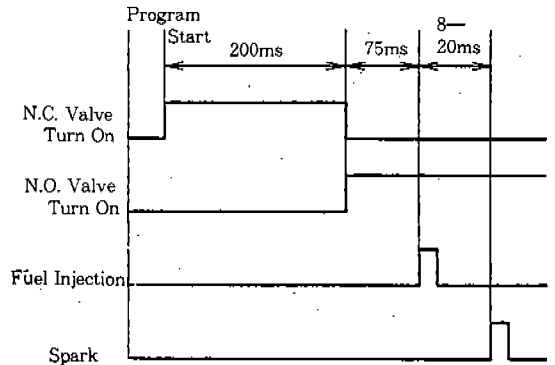 Program
Start
8—
200ms
75ms
20ms
N.C. Valve
Turn On
N.O. Valve
Turn On
Fuel Injection
Spark